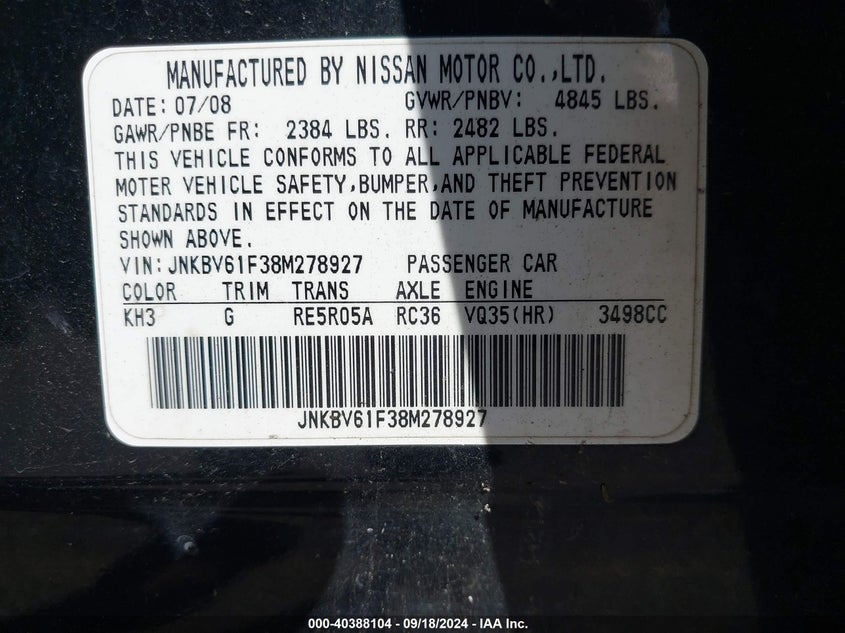 MANUFACTURED BY NISSAN MOTOR CO.,LTD.
DATE: 07/08 GVWR/PNBV: 4845 LBS.
GAWR/PNBE FR: 2384 LBS. RR: 2482 LBS.
THIS VEHICLE CONFORMS TO ALL APPLICABLE FEDERAL
MOTER VEHICLE SAFETY,BUMPER,AND THEFT PREVENTION
STANDARDS IN EFFECT ON THE DATE OF MANUFACTURE
SHOWN ABOVE.
VIN: JNKBV61F38M278927 PASSENGER CAR
COLOR TRIM TRANS AXLE ENGINE
KH3 G RE5R05A RC36 VQ35(HR) 3498CC
JNKBV61F38M278927
000-40388104 - 09/18/2024 - IAA Inc.